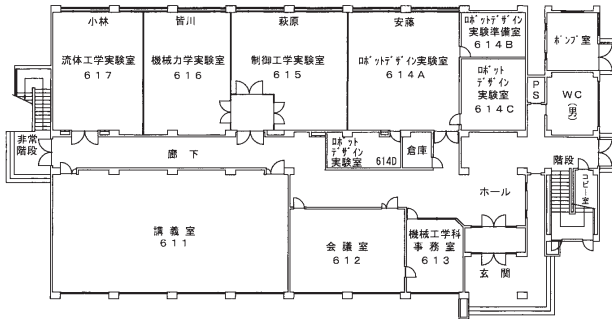 小林
皆川
萩原
安藤
流体工学実験室
617
機械力学実験室
616
制御工学実験室
615
ロボットデザイン実験室
614A
ロボットデザイン
実験準備室
614B
ロボット
デザイン
実験室
614C
ポンプ室
PS
WC
(男)
非常
階段
廊下
ロボット
デザイン
実験室
614D
倉庫
階段
コピー室
ホール
講義室
611
会議室
612
機械工学科
事務室
613
玄関